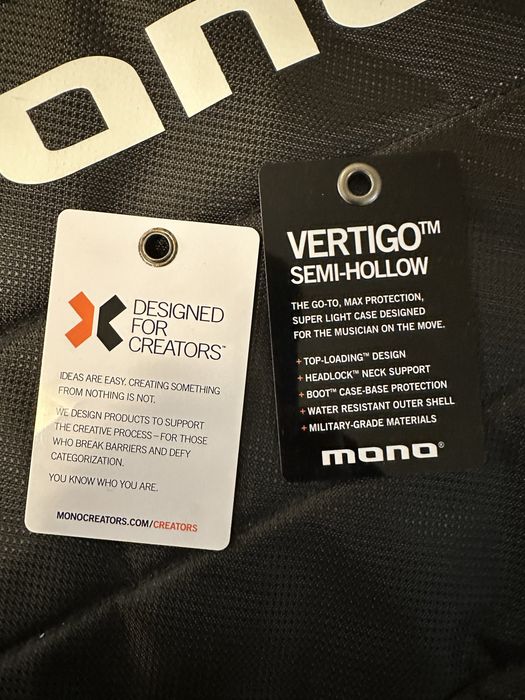 mono
DESIGNED
FOR
CREATORS™
IDEAS ARE EASY. CREATING SOMETHING
FROM NOTHING IS NOT.
WE DESIGN PRODUCTS TO SUPPORT
THE CREATIVE PROCESS – FOR THOSE
WHO BREAK BARRIERS AND DEFY
CATEGORIZATION.
YOU KNOW WHO YOU ARE.
MONOCREATORS.COM/CREATORS
VERTIGO™
SEMI-HOLLOW
THE GO-TO, MAX PROTECTION,
SUPER LIGHT CASE DESIGNED
FOR THE MUSICIAN ON THE MOVE.
+ TOP-LOADING™ DESIGN
+ HEADLOCK™ NECK SUPPORT
+ BOOT™ CASE-BASE PROTECTION
+ WATER RESISTANT OUTER SHELL
+ MILITARY-GRADE MATERIALS
mono®